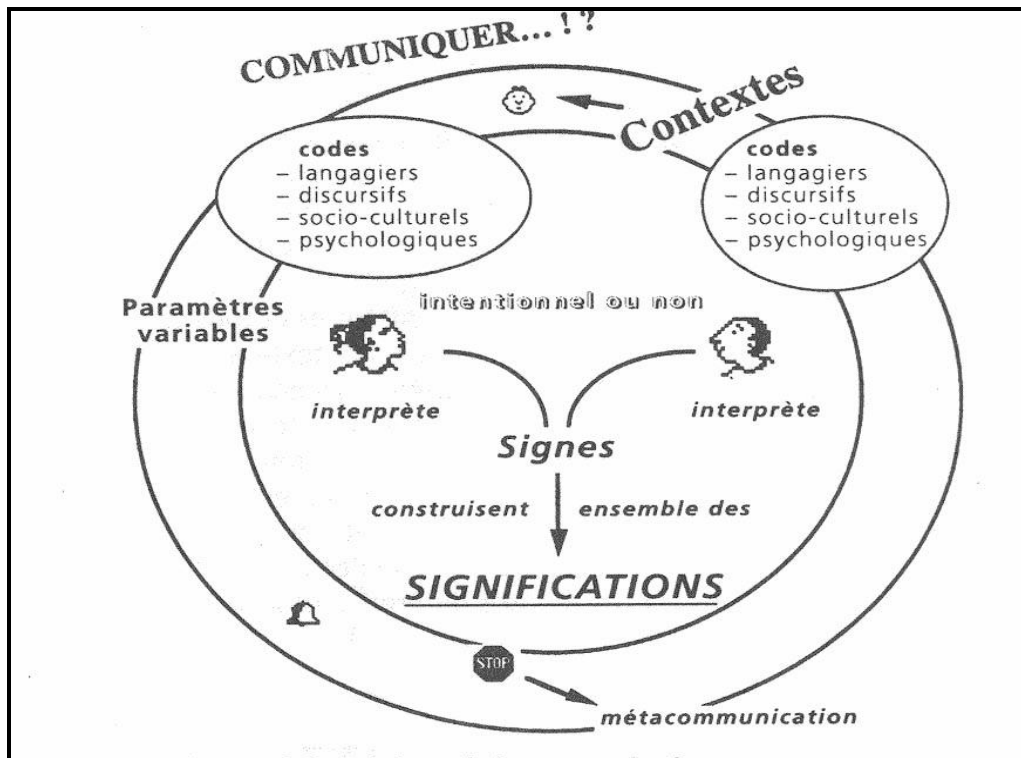 COMMUNIQUER...! ?
Contextes
codes
– langagiers
– discursifs
– socio-culturels
– psychologiques
codes
– langagiers
– discursifs
– socio-culturels
– psychologiques
Paramètres
variables
intentionnel ou non
interprète
interprète
Signes
construisent ensemble des
SIGNIFICATIONS
STOP
métacommunication